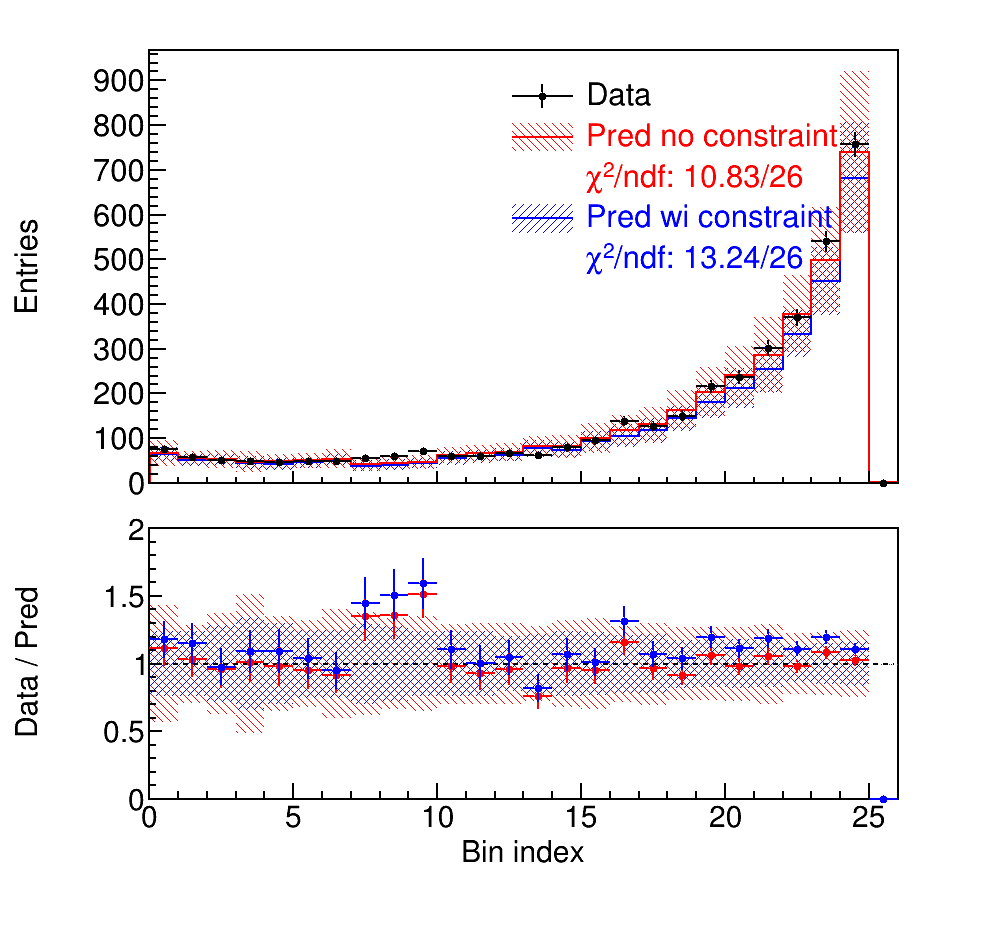 Entries
900
800
700
600
500
400
300
200
100
0
Data
Pred no constraint
χ²/ndf: 10.83/26
Pred wi constraint
χ²/ndf: 13.24/26
Data / Pred
2
1.5
1
0.5
0
0 5 10 15 20 25
Bin index